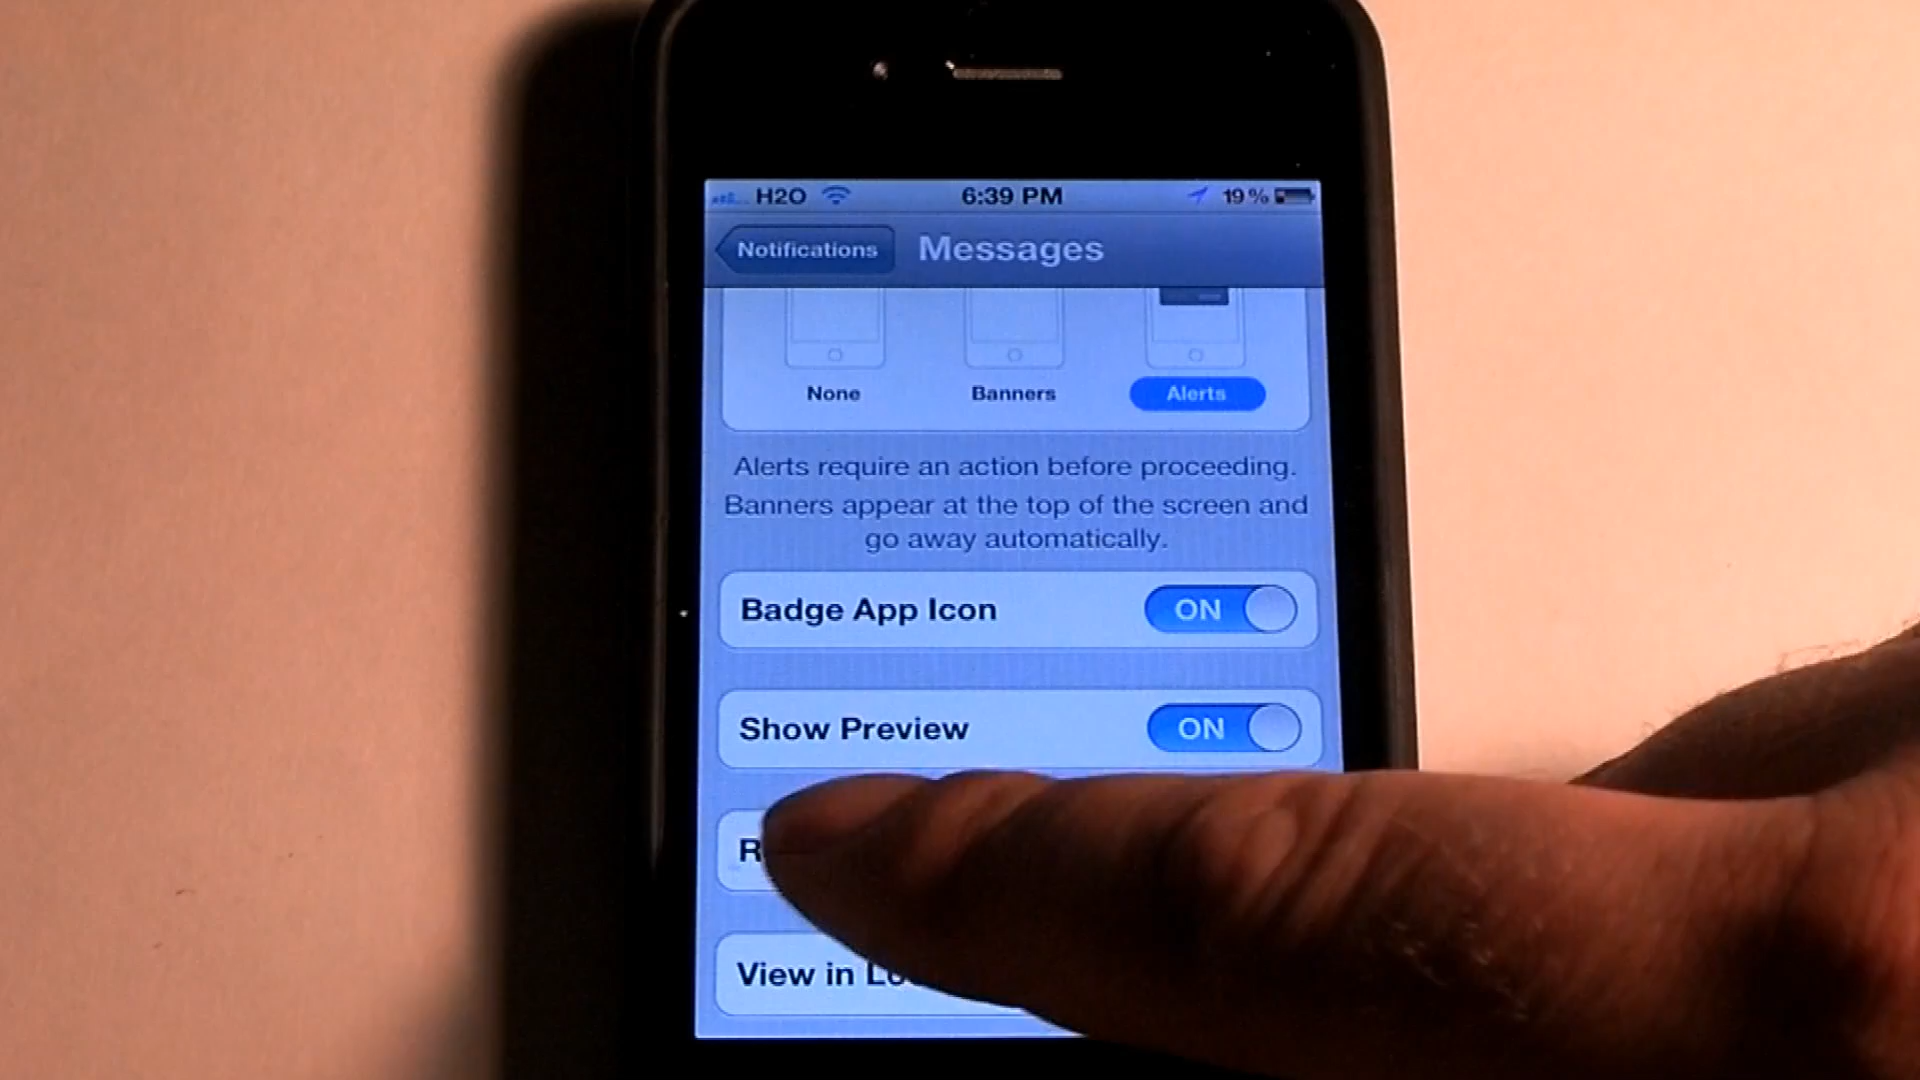 H2O 6:39 PM 19%
Notifications Messages
None Banners Alerts
Alerts require an action before proceeding.
Banners appear at the top of the screen and
go away automatically.
Badge App Icon ON
Show Preview ON
View in